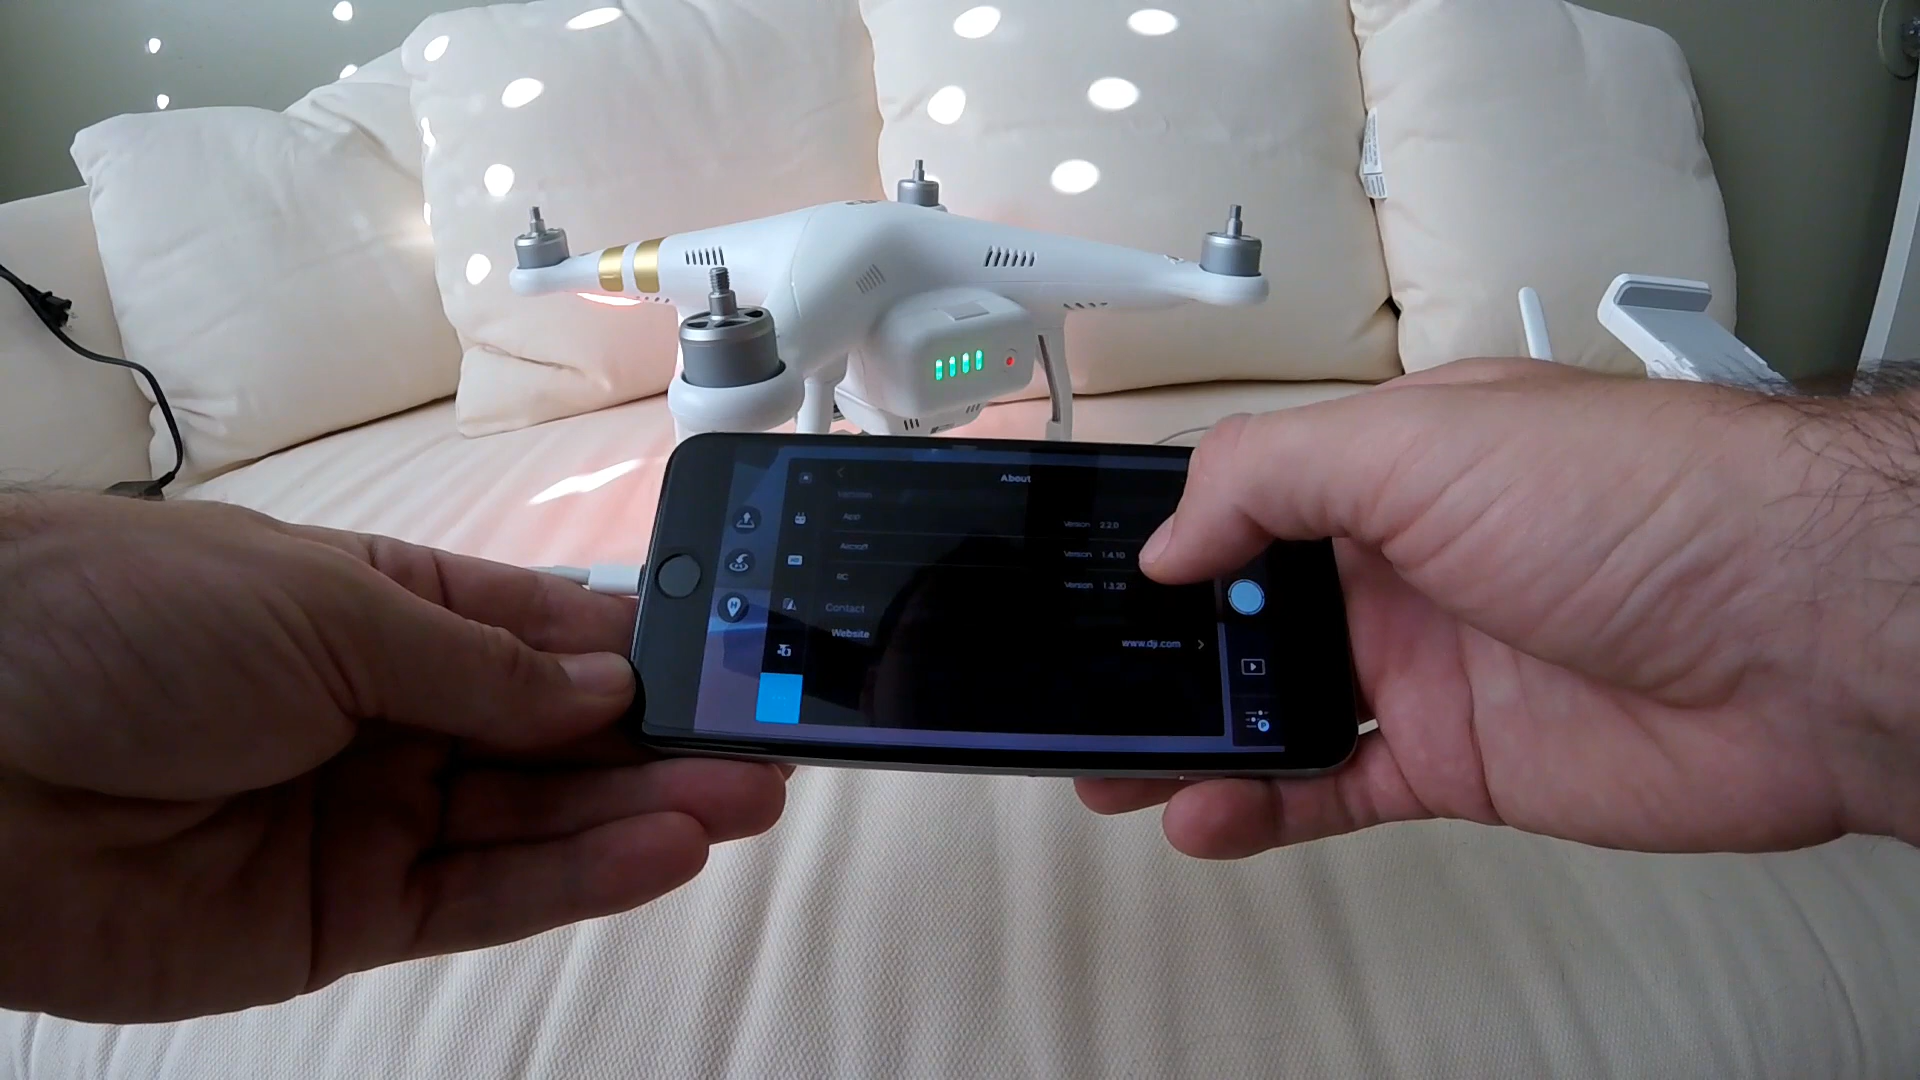 About
Version
App Version 2.2.0
Aircraft Version 1.4.10
RC Version 1.3.20
Contact
Website www.dji.com